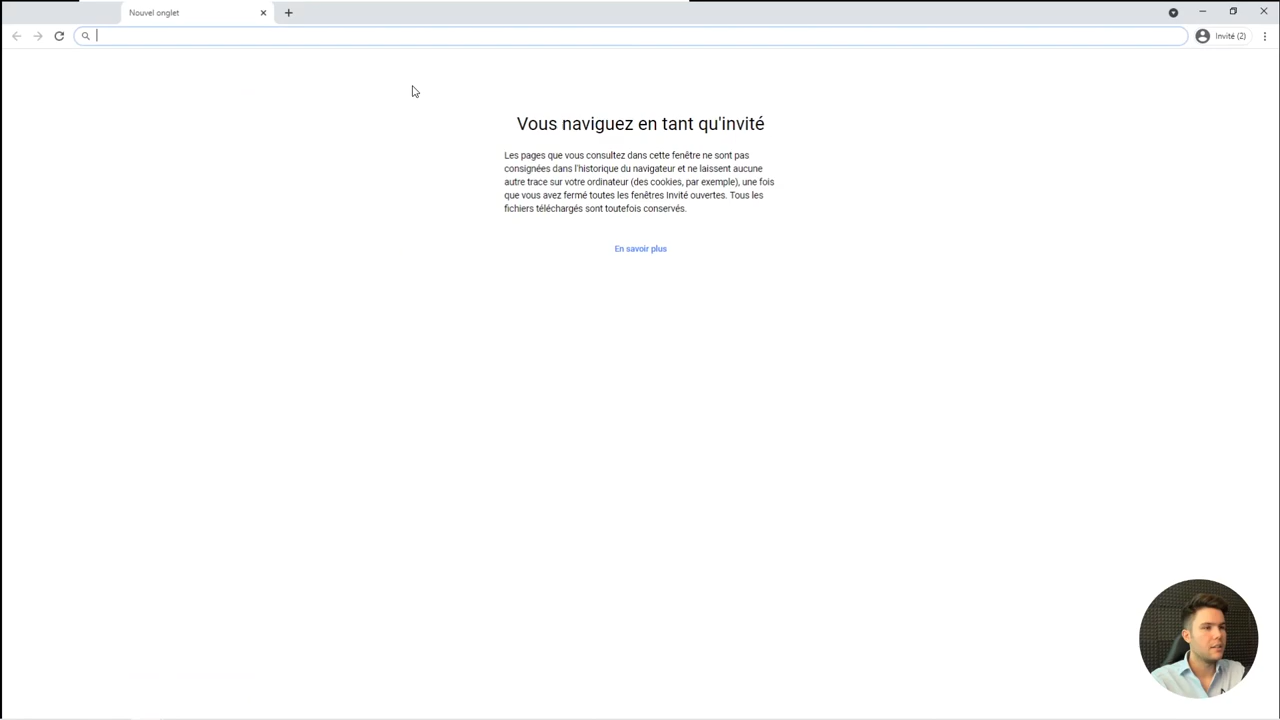 Nouvel onglet
Invité (2)
Vous naviguez en tant qu'invité
Les pages que vous consultez dans cette fenêtre ne sont pas
consignées dans l'historique du navigateur et ne laissent aucune
autre trace sur votre ordinateur (des cookies, par exemple), une fois
que vous avez fermé toutes les fenêtres Invité ouvertes. Tous les
fichiers téléchargés sont toutefois conservés.
En savoir plus